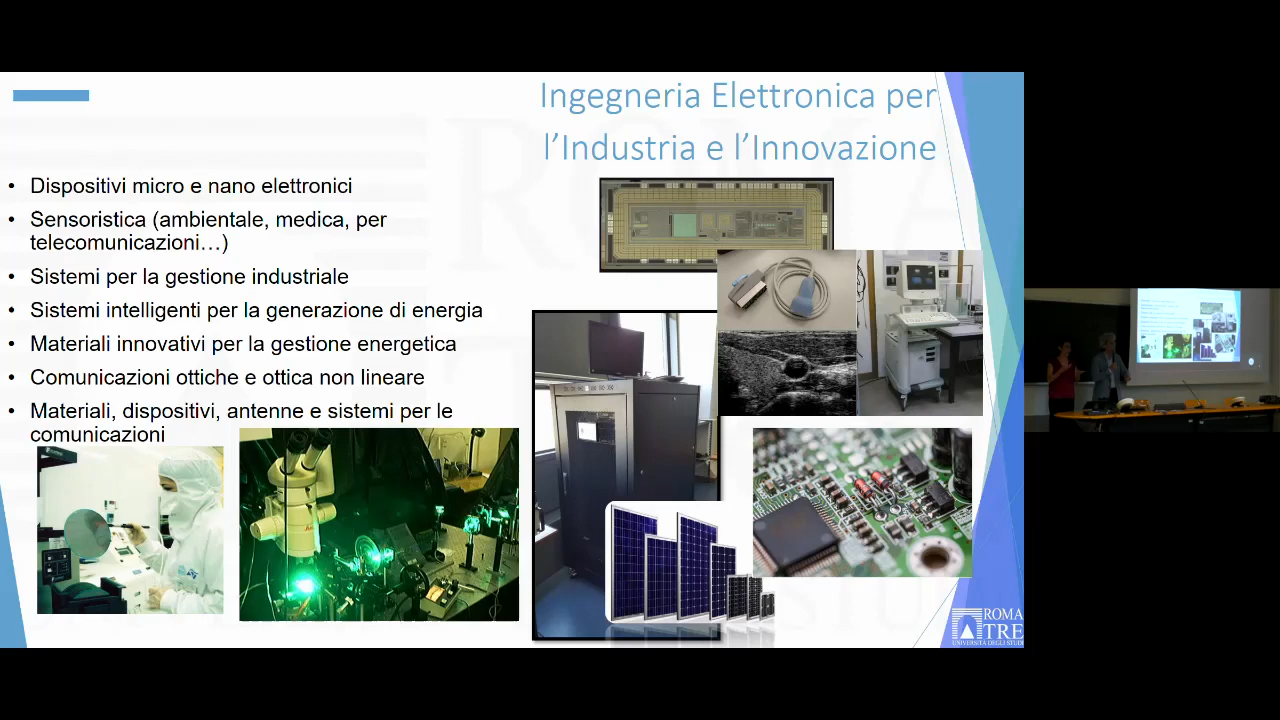 Ingegneria Elettronica per
l’Industria e l’Innovazione
• Dispositivi micro e nano elettronici
• Sensoristica (ambientale, medica, per
telecomunicazioni…)
• Sistemi per la gestione industriale
• Sistemi intelligenti per la generazione di energia
• Materiali innovativi per la gestione energetica
• Comunicazioni ottiche e ottica non lineare
• Materiali, dispositivi, antenne e sistemi per le
comunicazioni
ROMA
TRE
UNIVERSITÀ DEGLI STUDI